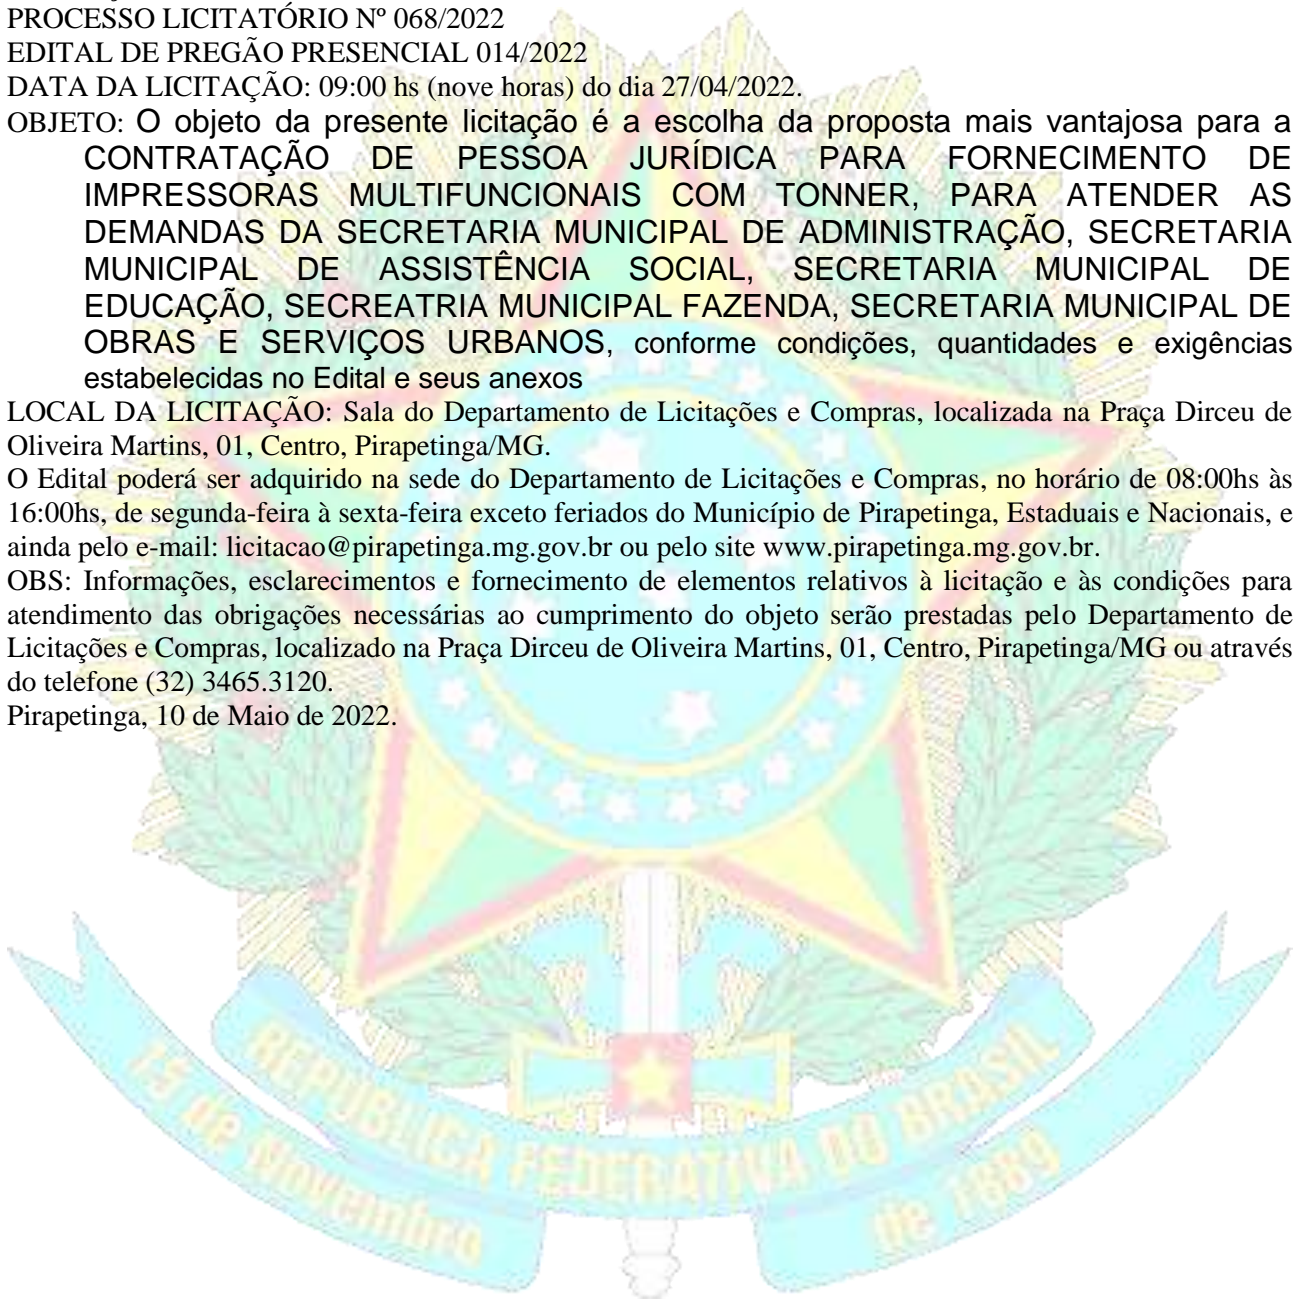 PROCESSO LICITATÓRIO Nº 068/2022
EDITAL DE PREGÃO PRESENCIAL 014/2022
DATA DA LICITAÇÃO: 09:00 hs (nove horas) do dia 27/04/2022.
OBJETO: O objeto da presente licitação é a escolha da proposta mais vantajosa para a
CONTRATAÇÃO DE PESSOA JURÍDICA PARA FORNECIMENTO DE
IMPRESSORAS MULTIFUNCIONAIS COM TONNER, PARA ATENDER AS
DEMANDAS DA SECRETARIA MUNICIPAL DE ADMINISTRAÇÃO, SECRETARIA
MUNICIPAL DE ASSISTÊNCIA SOCIAL, SECRETARIA MUNICIPAL DE
EDUCAÇÃO, SECREATRIA MUNICIPAL FAZENDA, SECRETARIA MUNICIPAL DE
OBRAS E SERVIÇOS URBANOS, conforme condições, quantidades e exigências
estabelecidas no Edital e seus anexos
LOCAL DA LICITAÇÃO: Sala do Departamento de Licitações e Compras, localizada na Praça Dirceu de
Oliveira Martins, 01, Centro, Pirapetinga/MG.
O Edital poderá ser adquirido na sede do Departamento de Licitações e Compras, no horário de 08:00hs às
16:00hs, de segunda-feira à sexta-feira exceto feriados do Município de Pirapetinga, Estaduais e Nacionais, e
ainda pelo e-mail: licitacao@pirapetinga.mg.gov.br ou pelo site www.pirapetinga.mg.gov.br.
OBS: Informações, esclarecimentos e fornecimento de elementos relativos à licitação e às condições para
atendimento das obrigações necessárias ao cumprimento do objeto serão prestadas pelo Departamento de
Licitações e Compras, localizado na Praça Dirceu de Oliveira Martins, 01, Centro, Pirapetinga/MG ou através
do telefone (32) 3465.3120.
Pirapetinga, 10 de Maio de 2022.
REPÚBLICA FEDERATIVA DO BRASIL
15 de Novembro de 1889